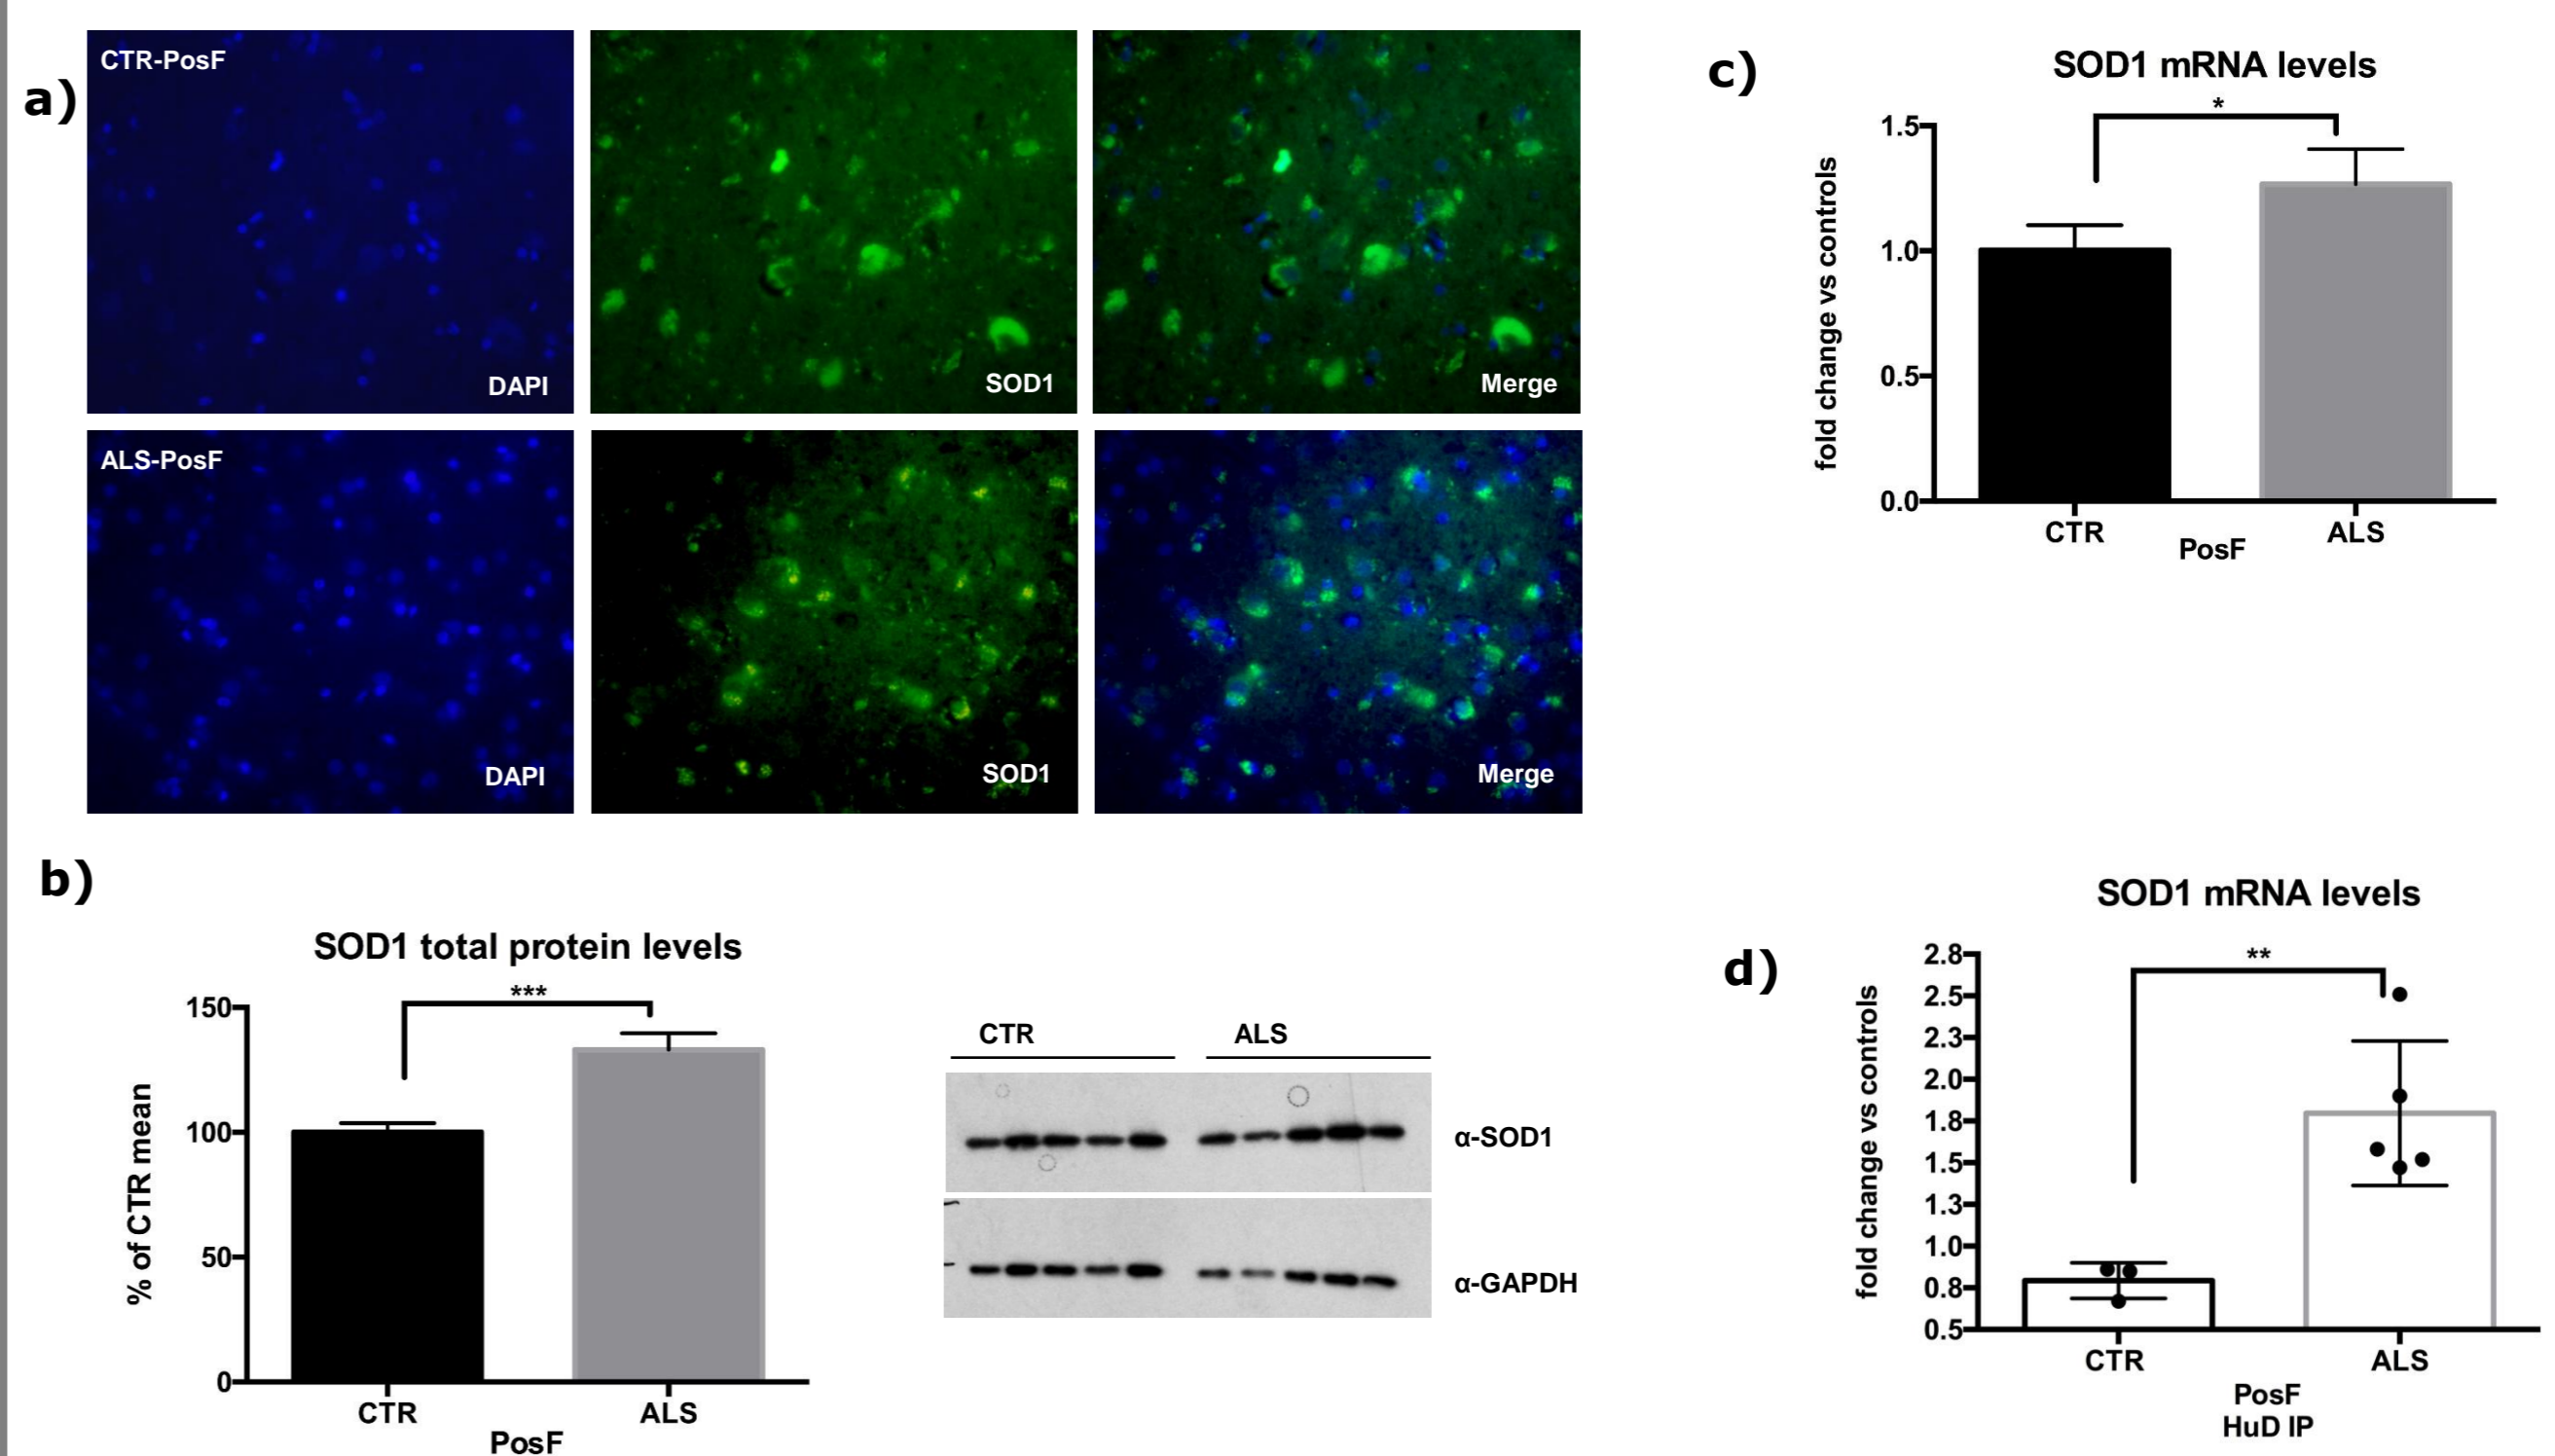 a)
CTR-PosF
DAPI
SOD1
Merge
ALS-PosF
DAPI
SOD1
Merge
b)
SOD1 total protein levels
***
150
100
50
0
% of CTR mean
CTR
ALS
PosF
CTR
ALS
α-SOD1
α-GAPDH
c)
SOD1 mRNA levels
*
1.5
1.0
0.5
0.0
fold change vs controls
CTR
ALS
PosF
d)
SOD1 mRNA levels
**
2.8
2.5
2.3
2.0
1.8
1.5
1.3
1.0
0.8
0.5
fold change vs controls
CTR
ALS
PosF
HuD IP